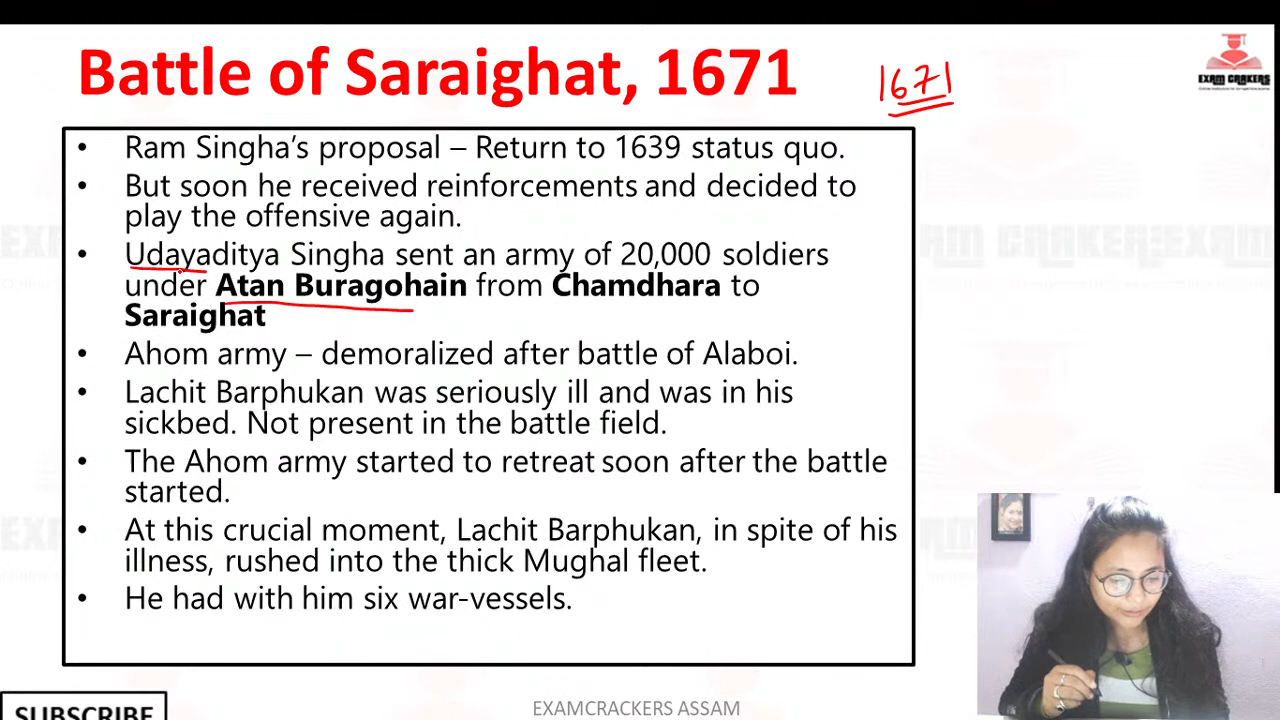 Battle of Saraighat, 1671
1671
EXAM CRAKERS
• Ram Singha's proposal – Return to 1639 status quo.
• But soon he received reinforcements and decided to
play the offensive again.
• Udayaditya Singha sent an army of 20,000 soldiers
under Atan Buragohain from Chamdhara to
Saraighat
• Ahom army – demoralized after battle of Alaboi.
• Lachit Barphukan was seriously ill and was in his
sickbed. Not present in the battle field.
• The Ahom army started to retreat soon after the battle
started.
• At this crucial moment, Lachit Barphukan, in spite of his
illness, rushed into the thick Mughal fleet.
• He had with him six war-vessels.
SUBSCRIBE
EXAMCRACKERS ASSAM